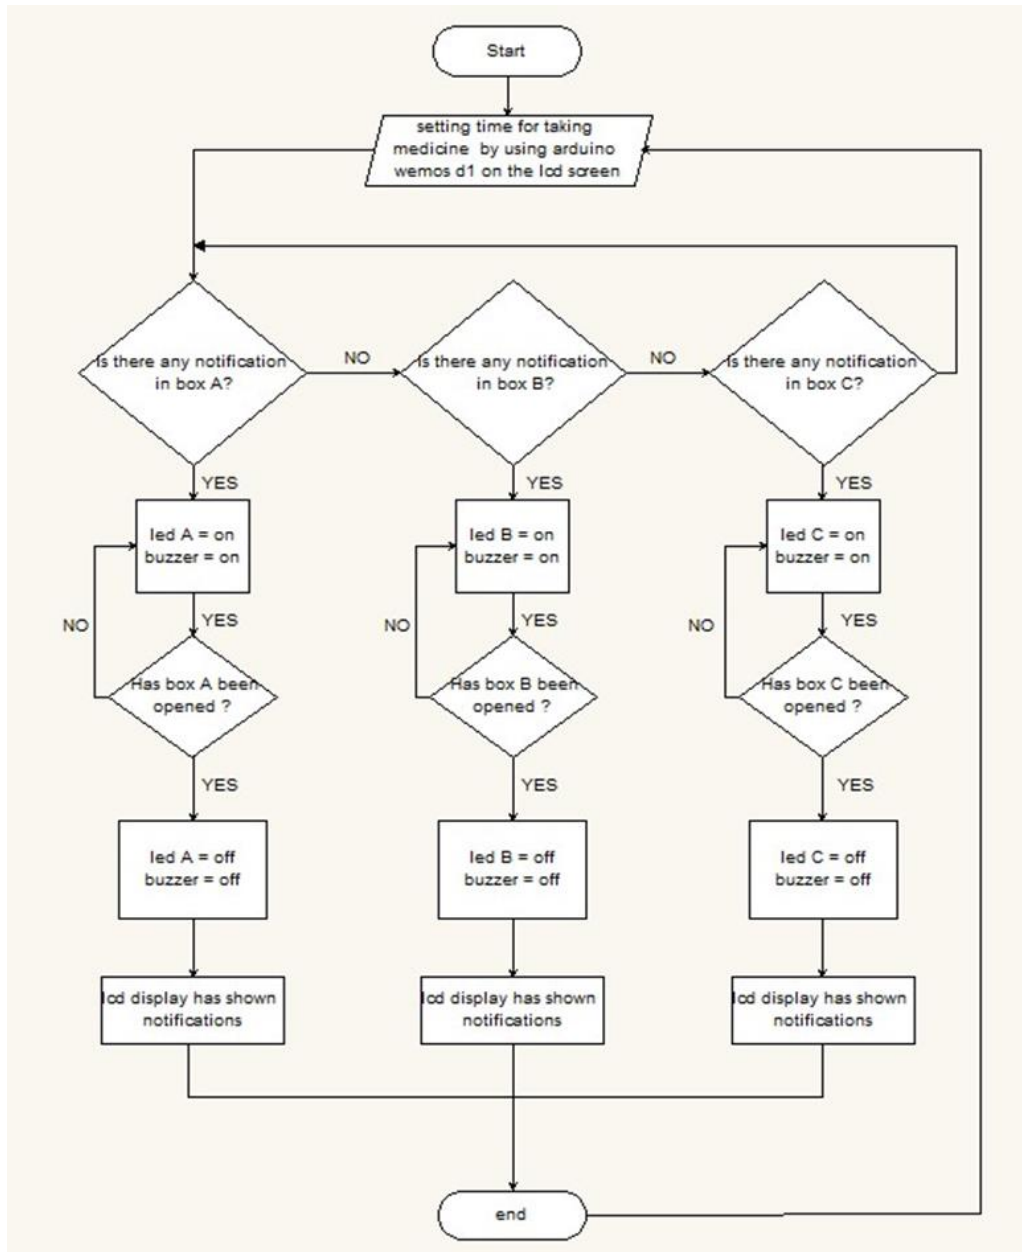 Start
setting time for taking
medicine by using arduino
wemos d1 on the lcd screen
Is there any notification
in box A?
NO
Is there any notification
in box B?
NO
Is there any notification
in box C?
YES
YES
YES
led A = on
buzzer = on
led B = on
buzzer = on
led C = on
buzzer = on
NO
YES
NO
YES
NO
YES
Has box A been
opened ?
Has box B been
opened ?
Has box C been
opened ?
YES
YES
YES
led A = off
buzzer = off
led B = off
buzzer = off
led C = off
buzzer = off
lcd display has shown
notifications
lcd display has shown
notifications
lcd display has shown
notifications
end